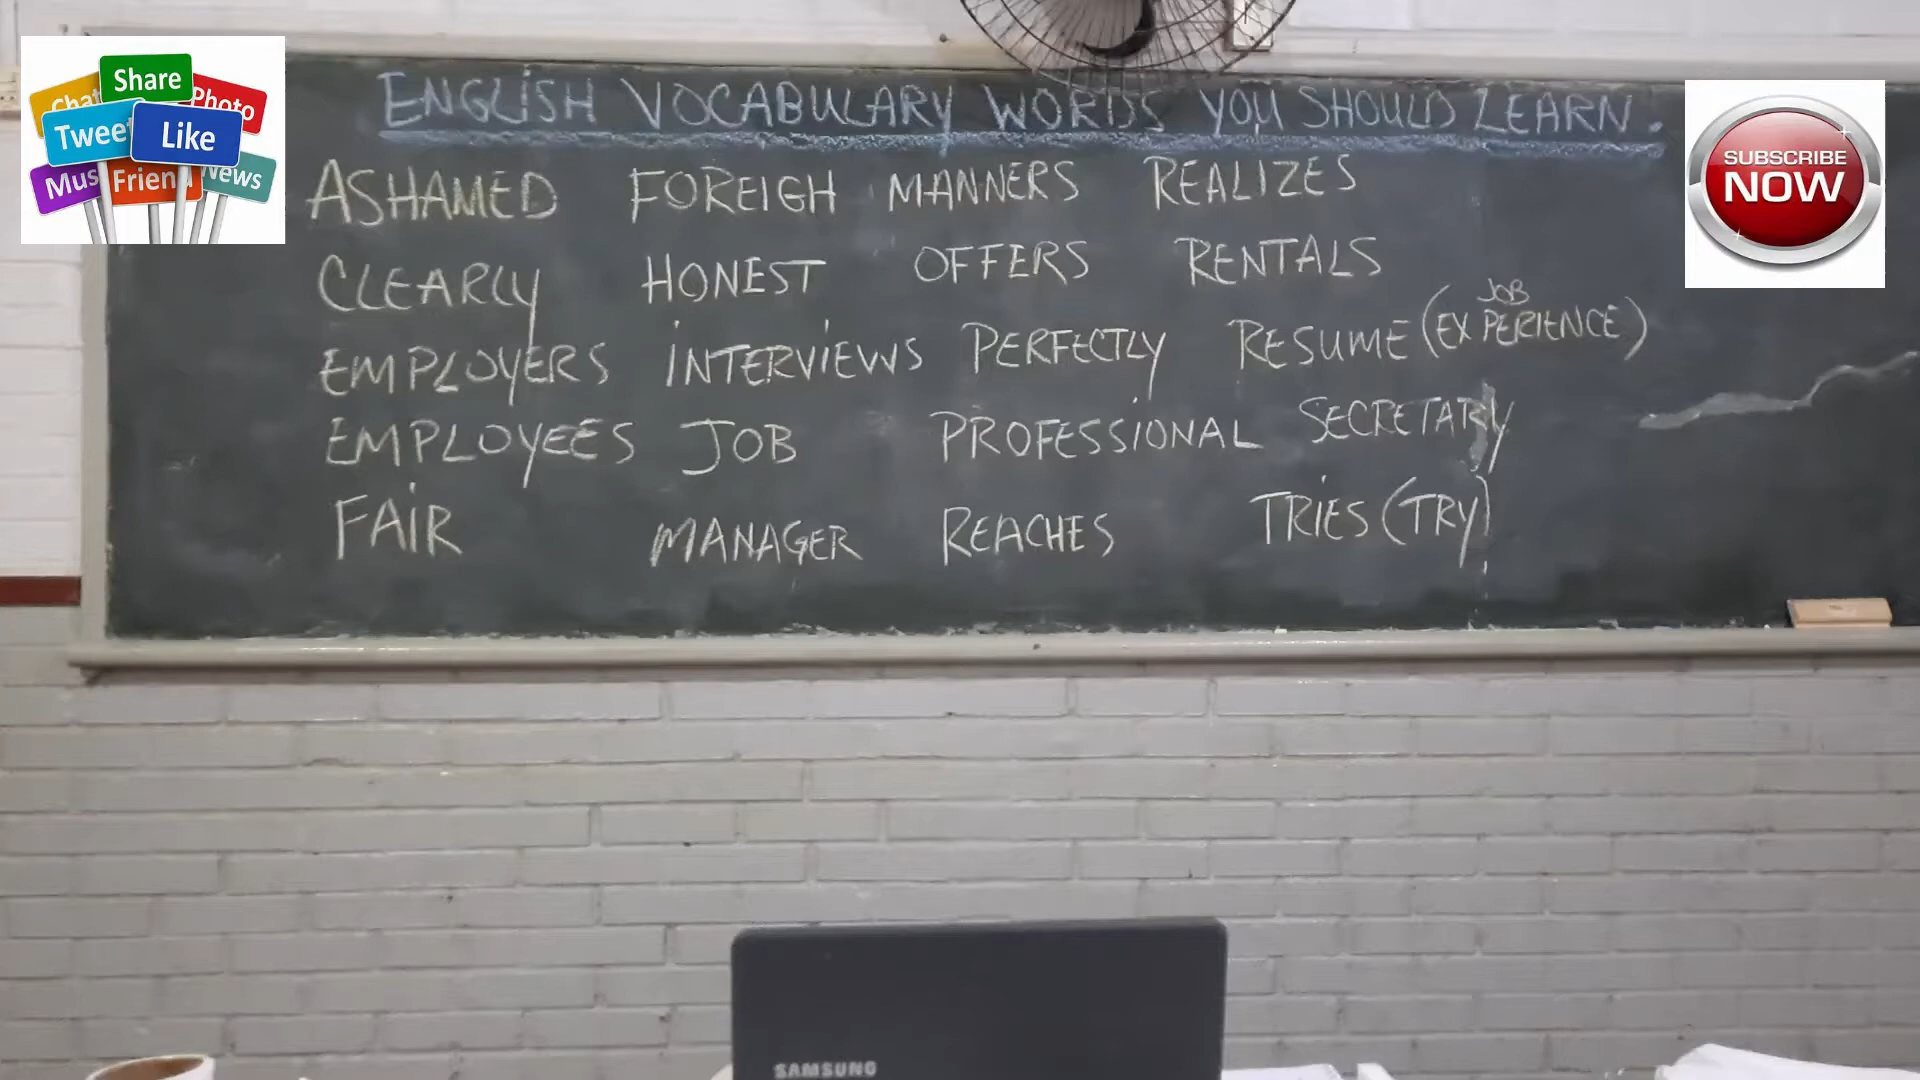 Share
Chat
Photo
Tweet
Like
Mus
Friend
News
SUBSCRIBE
NOW
ENGLISH VOCABULARY WORDS YOU SHOULD LEARN.
ASHAMED FOREIGH MANNERS REALIZES
CLEARLY HONEST OFFERS RENTALS
EMPLOYERS INTERVIEWS PERFECTLY RESUME (JOB EXPERIENCE)
EMPLOYEES JOB PROFESSIONAL SECRETARY
FAIR MANAGER REACHES TRIES (TRY)
SAMSUNG